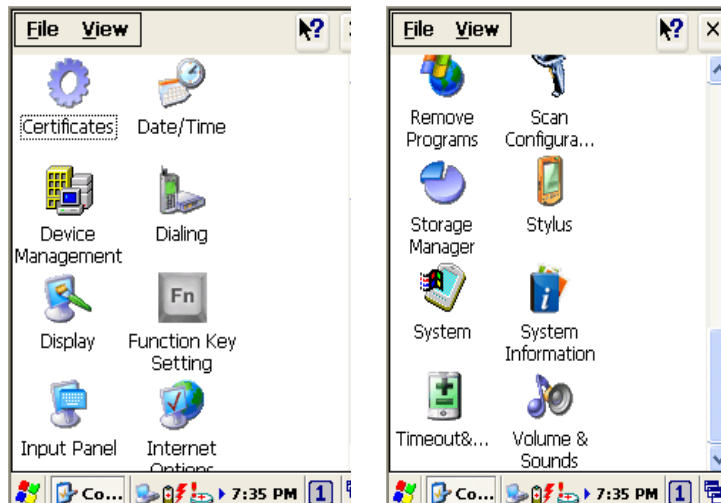 File View
Certificates Date/Time
Device Management Dialing
Display Fn Function Key Setting
Input Panel Internet Options
Co... 7:35 PM 1
File View
Remove Programs Scan Configura...
Storage Manager Stylus
System System Information
Timeout&... Volume & Sounds
Co... 7:35 PM 1